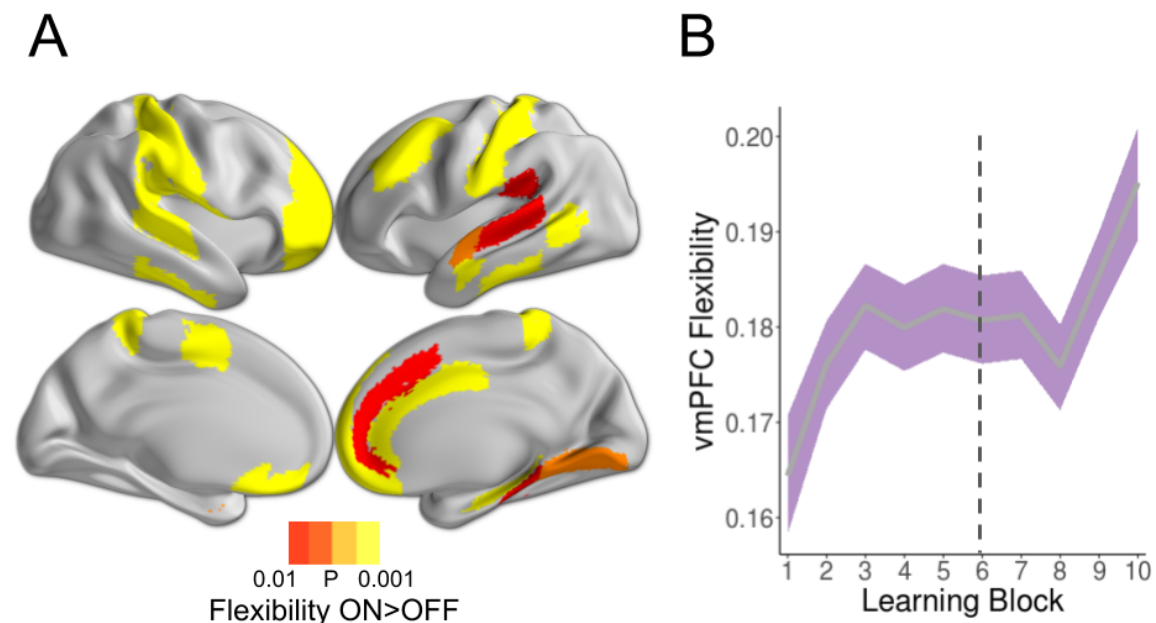 A
B
0.01 P 0.001
Flexibility ON>OFF
vmPFC Flexibility
0.20
0.19
0.18
0.17
0.16
1 2 3 4 5 6 7 8 9 10
Learning Block